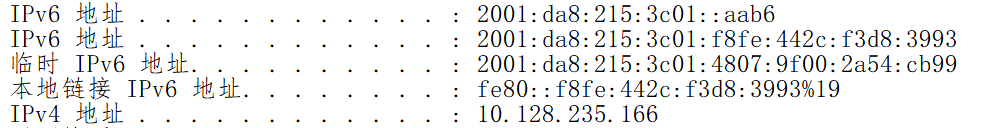 IPv6 地址 . . . . . . . . . . . . : 2001:da8:215:3c01::aab6
IPv6 地址 . . . . . . . . . . . . : 2001:da8:215:3c01:f8fe:442c:f3d8:3993
临时 IPv6 地址. . . . . . . . . . : 2001:da8:215:3c01:4807:9f00:2a54:cb99
本地链接 IPv6 地址. . . . . . . . : fe80::f8fe:442c:f3d8:3993%19
IPv4 地址 . . . . . . . . . . . . : 10.128.235.166